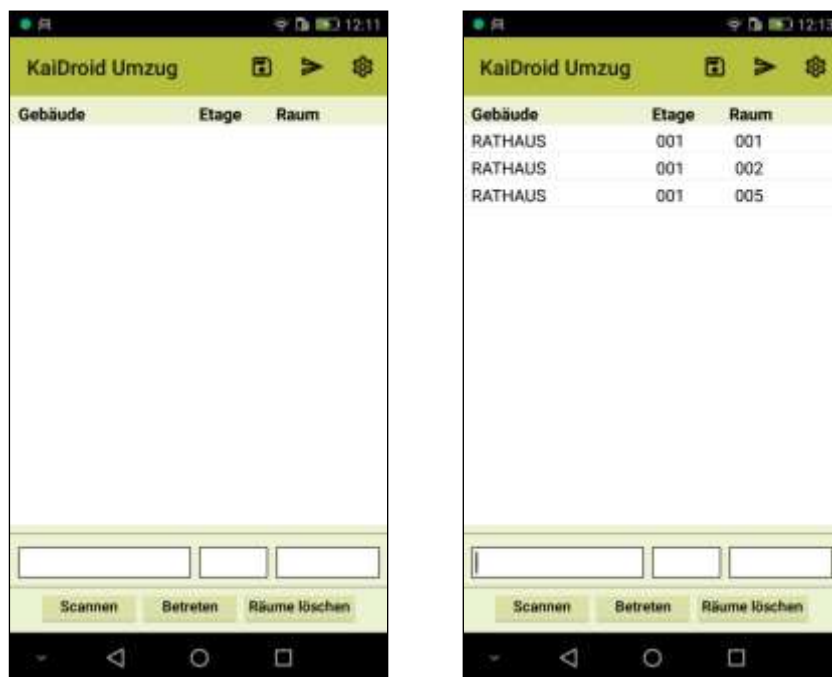 12:11
KaiDroid Umzug
Gebäude Etage Raum
Scannen Betreten Räume löschen
12:13
KaiDroid Umzug
Gebäude Etage Raum
RATHAUS 001 001
RATHAUS 001 002
RATHAUS 001 005
Scannen Betreten Räume löschen